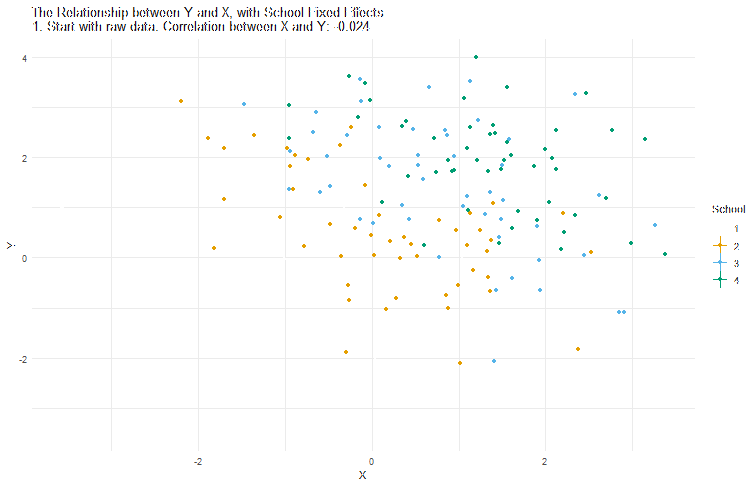 The Relationship between Y and X, with School Fixed Effects
1. Start with raw data. Correlation between X and Y: -0.024
4
2
0
-2
Y
-2
0
2
X
School
1
2
3
4